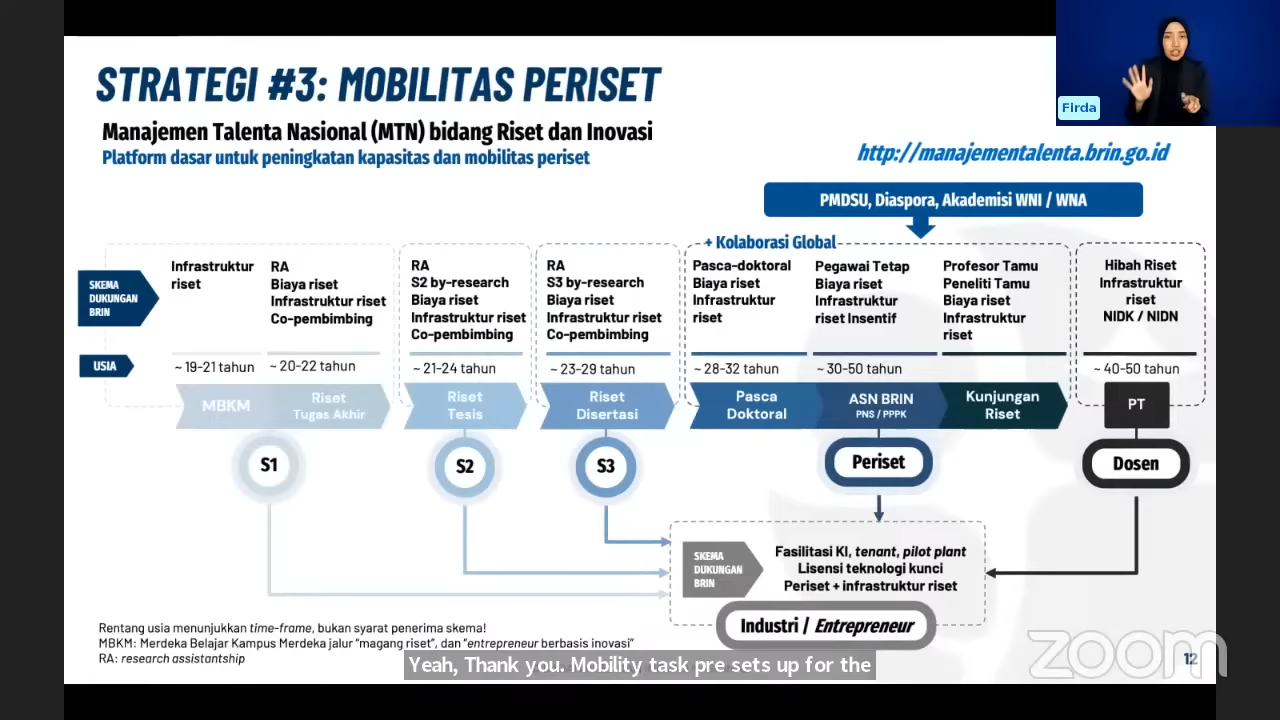 Firda
STRATEGI #3: MOBILITAS PERISET
Manajemen Talenta Nasional (MTN) bidang Riset dan Inovasi
Platform dasar untuk peningkatan kapasitas dan mobilitas periset
http://manajementalenta.brin.go.id
PMDSU, Diaspora, Akademisi WNI / WNA
+ Kolaborasi Global
SKEMA
DUKUNGAN
BRIN
Infrastruktur
riset
RA
Biaya riset
Infrastruktur riset
Co-pembimbing
RA
S2 by-research
Biaya riset
Infrastruktur riset
Co-pembimbing
RA
S3 by-research
Biaya riset
Infrastruktur riset
Co-pembimbing
Pasca-doktoral
Biaya riset
Infrastruktur
riset
Pegawai Tetap
Biaya riset
Infrastruktur
riset Insentif
Profesor Tamu
Peneliti Tamu
Biaya riset
Infrastruktur
riset
Hibah Riset
Infrastruktur
riset
NIDK / NIDN
USIA
~ 19-21 tahun
~ 20-22 tahun
~ 21-24 tahun
~ 23-29 tahun
~ 28-32 tahun
~ 30-50 tahun
~ 40-50 tahun
MBKM
Riset
Tugas Akhir
Riset
Tesis
Riset
Disertasi
Pasca
Doktoral
ASN BRIN
PNS / PPPK
Kunjungan
Riset
PT
S1
S2
S3
Periset
Dosen
SKEMA
DUKUNGAN
BRIN
Fasilitasi KI, tenant, pilot plant
Lisensi teknologi kunci
Periset + infrastruktur riset
Industri / Entrepreneur
Rentang usia menunjukkan time-frame, bukan syarat penerima skema!
MBKM: Merdeka Belajar Kampus Merdeka jalur "magang riset", dan "entrepreneur berbasis inovasi"
RA: research assistantship
Yeah, Thank you. Mobility task pre sets up for the
zoom
12